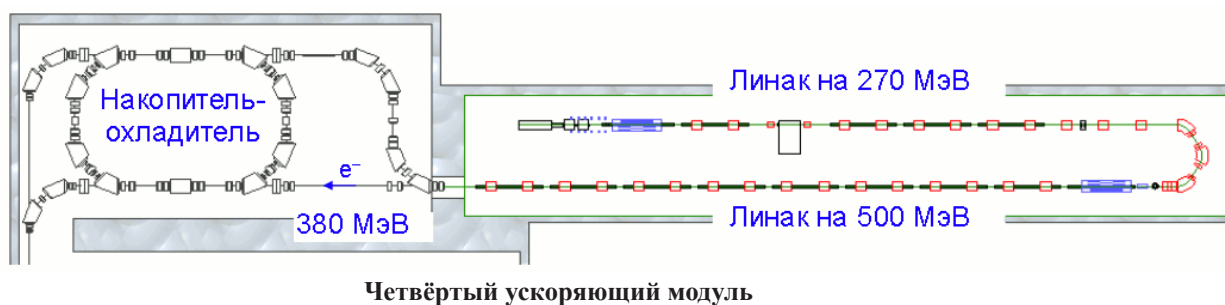 Линак на 270 МэВ
Накопитель-
охладитель
e⁻
380 МэВ
Линак на 500 МэВ
Четвёртый ускоряющий модуль